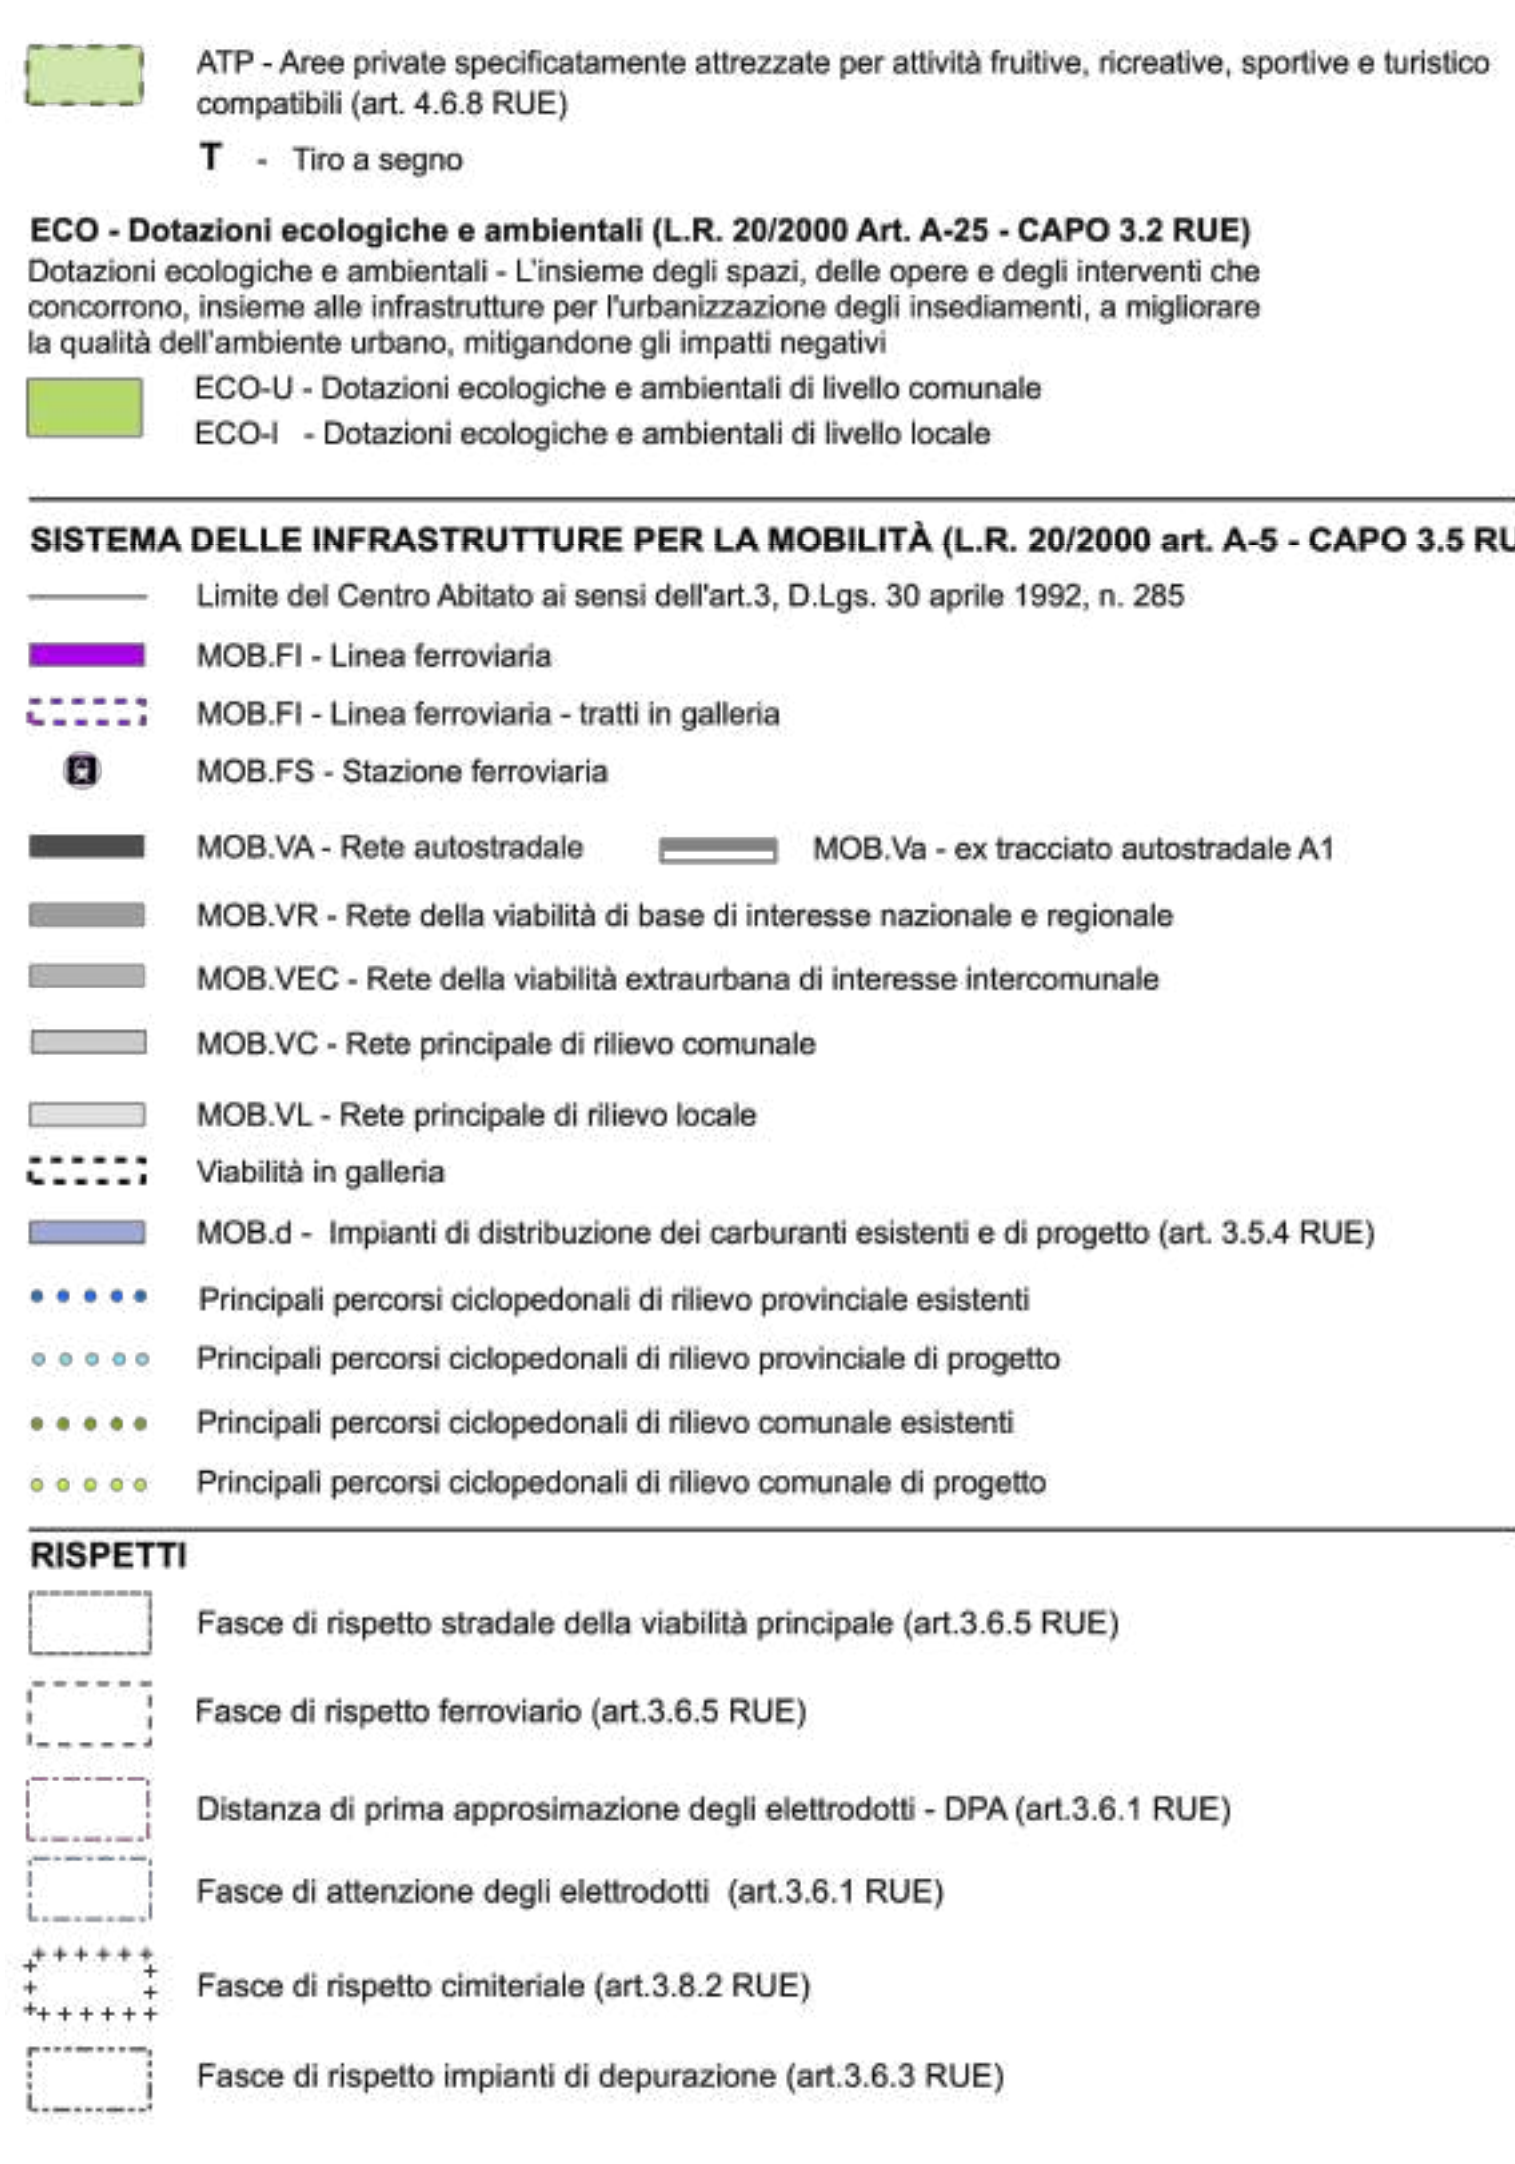 ATP - Aree private specificatamente attrezzate per attività fruitive, ricreative, sportive e turistico
compatibili (art. 4.6.8 RUE)
T - Tiro a segno
ECO - Dotazioni ecologiche e ambientali (L.R. 20/2000 Art. A-25 - CAPO 3.2 RUE)
Dotazioni ecologiche e ambientali - L'insieme degli spazi, delle opere e degli interventi che
concorrono, insieme alle infrastrutture per l'urbanizzazione degli insediamenti, a migliorare
la qualità dell'ambiente urbano, mitigandone gli impatti negativi
ECO-U - Dotazioni ecologiche e ambientali di livello comunale
ECO-l - Dotazioni ecologiche e ambientali di livello locale
SISTEMA DELLE INFRASTRUTTURE PER LA MOBILITÀ (L.R. 20/2000 art. A-5 - CAPO 3.5 RU
Limite del Centro Abitato ai sensi dell'art.3, D.Lgs. 30 aprile 1992, n. 285
MOB.FI - Linea ferroviaria
MOB.FI - Linea ferroviaria - tratti in galleria
MOB.FS - Stazione ferroviaria
MOB.VA - Rete autostradale MOB.Va - ex tracciato autostradale A1
MOB.VR - Rete della viabilità di base di interesse nazionale e regionale
MOB.VEC - Rete della viabilità extraurbana di interesse intercomunale
MOB.VC - Rete principale di rilievo comunale
MOB.VL - Rete principale di rilievo locale
Viabilità in galleria
MOB.d - Impianti di distribuzione dei carburanti esistenti e di progetto (art. 3.5.4 RUE)
Principali percorsi ciclopedonali di rilievo provinciale esistenti
Principali percorsi ciclopedonali di rilievo provinciale di progetto
Principali percorsi ciclopedonali di rilievo comunale esistenti
Principali percorsi ciclopedonali di rilievo comunale di progetto
RISPETTI
Fasce di rispetto stradale della viabilità principale (art.3.6.5 RUE)
Fasce di rispetto ferroviario (art.3.6.5 RUE)
Distanza di prima approsimazione degli elettrodotti - DPA (art.3.6.1 RUE)
Fasce di attenzione degli elettrodotti (art.3.6.1 RUE)
Fasce di rispetto cimiteriale (art.3.8.2 RUE)
Fasce di rispetto impianti di depurazione (art.3.6.3 RUE)